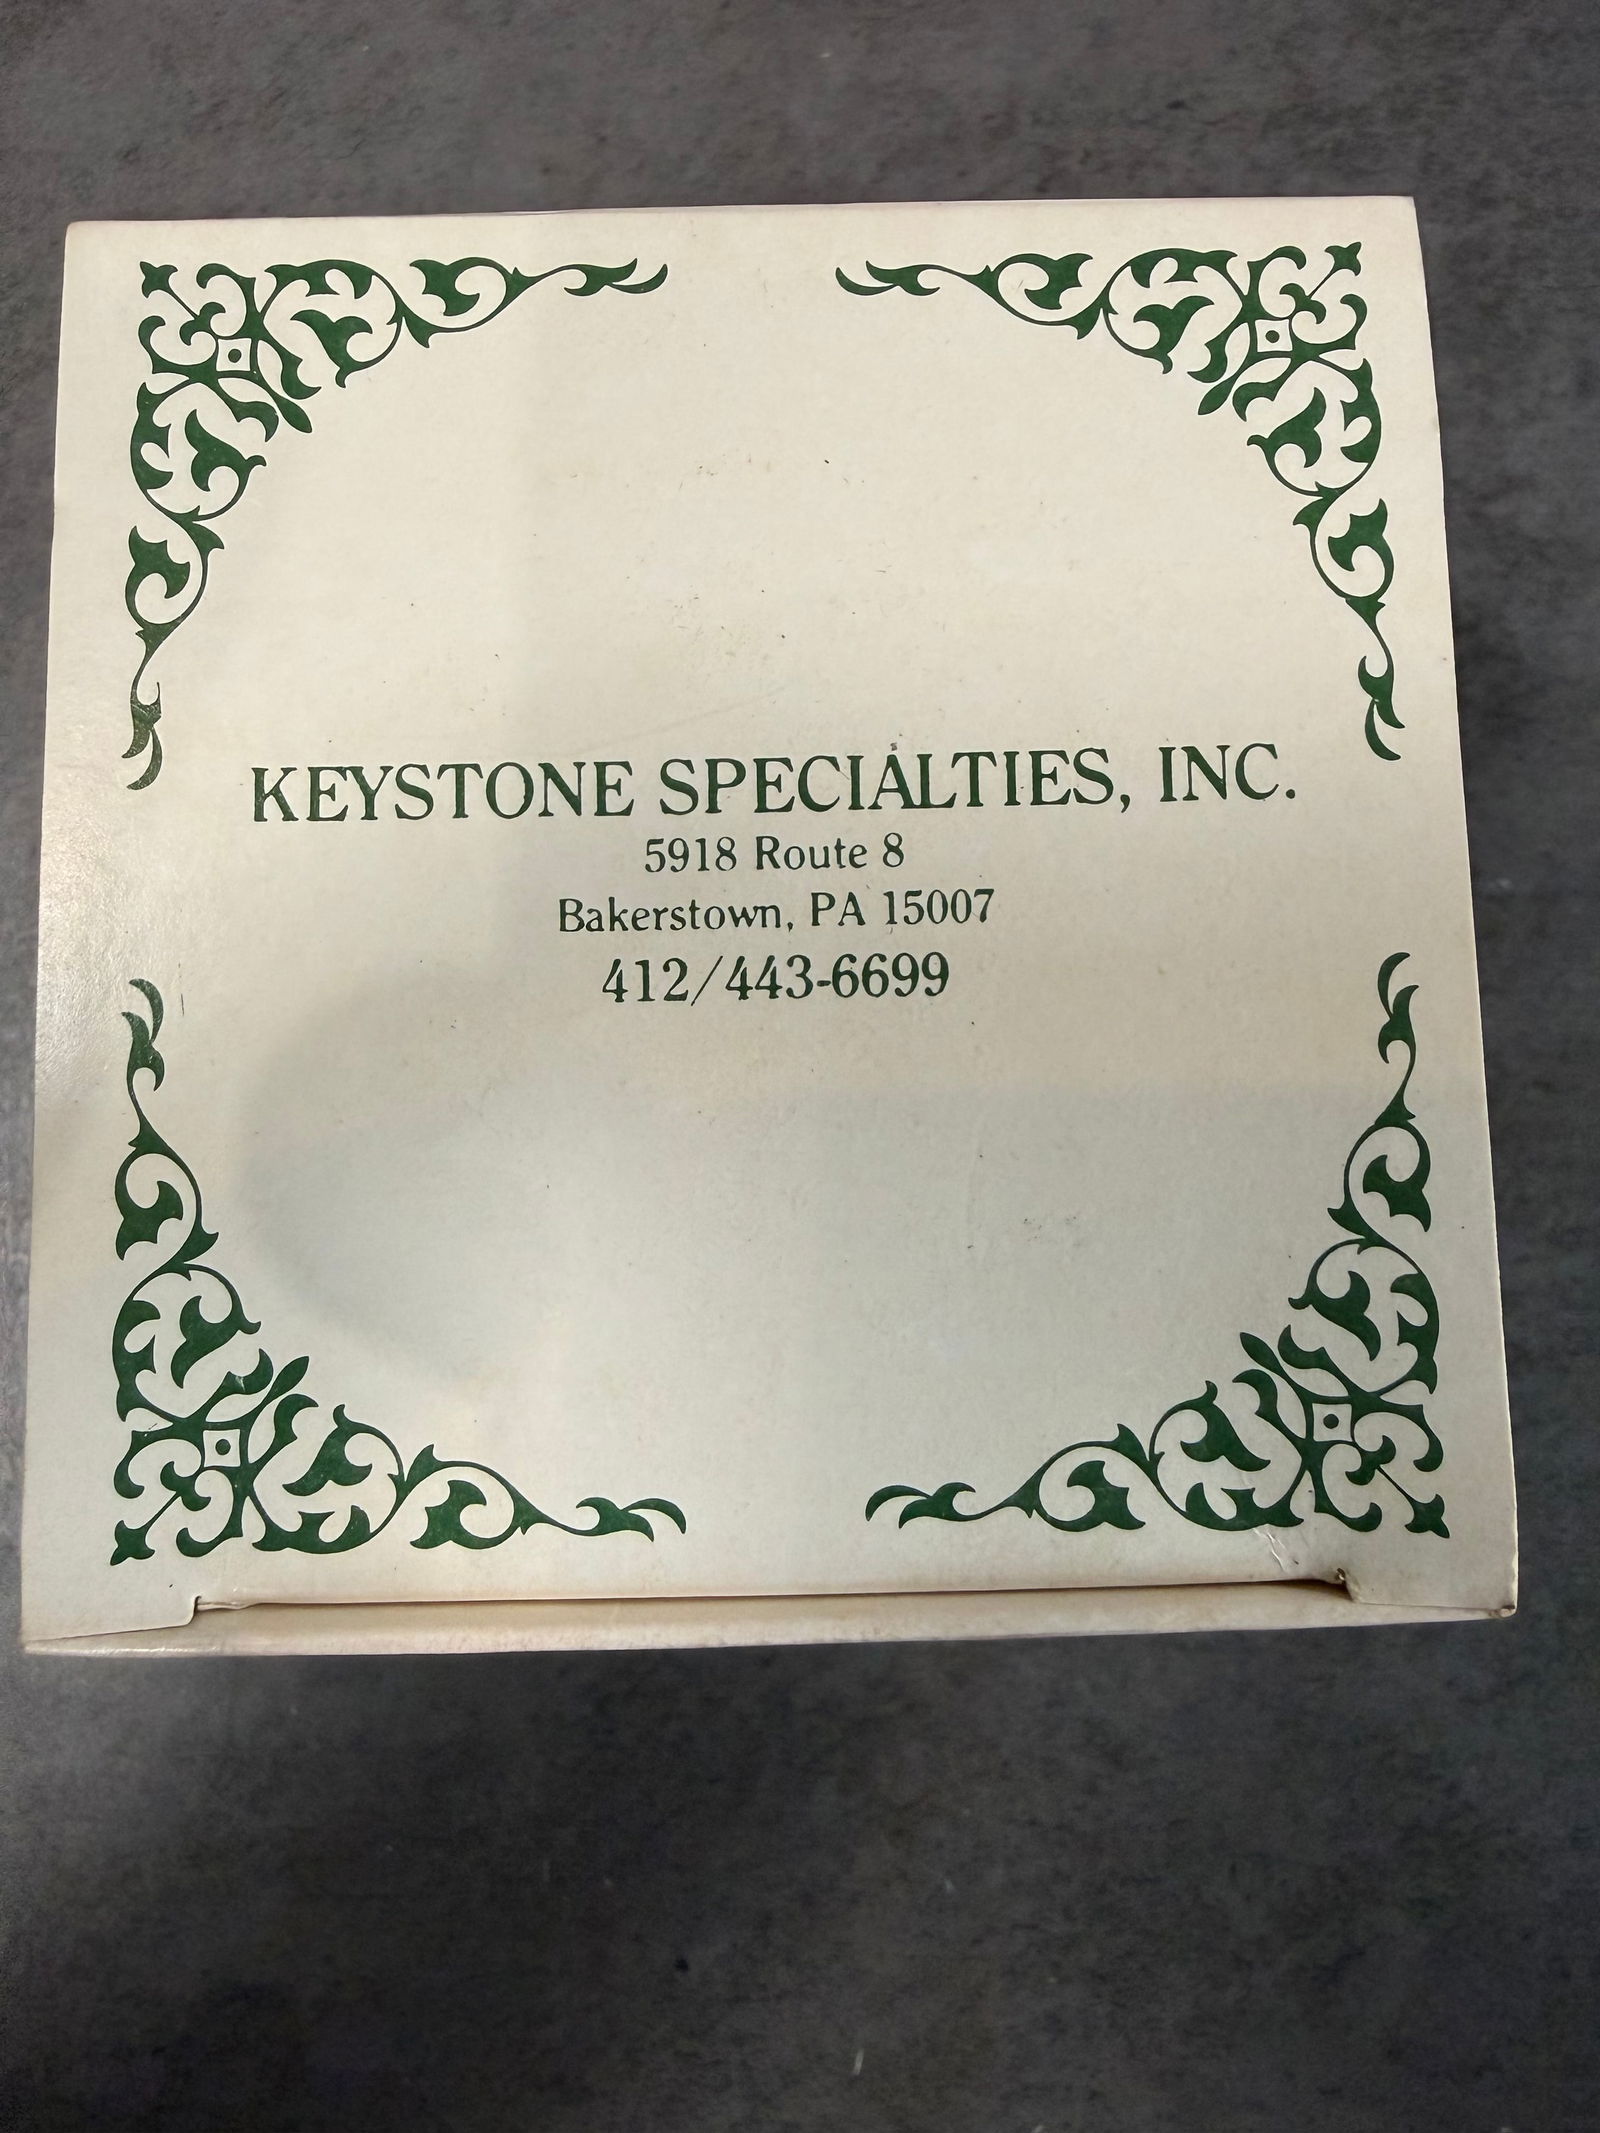 KEYSTONE SPECIALTIES, INC.
5918 Route 8
Bakerstown, PA 15007
412/443-6699